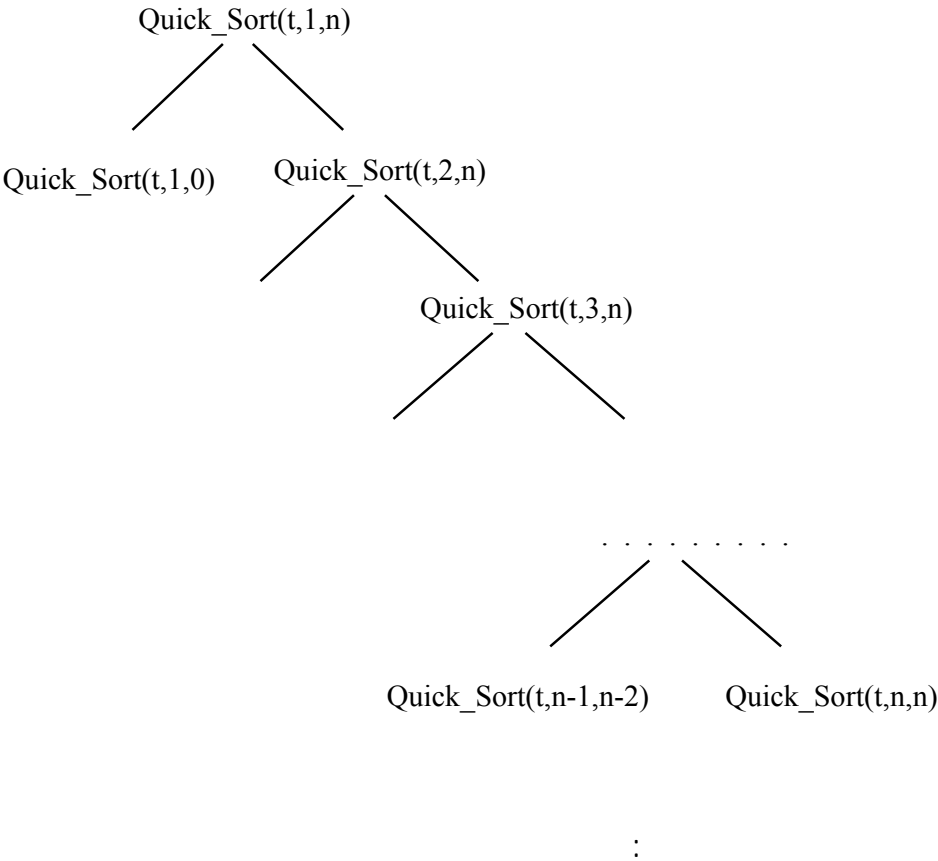 Quick_Sort(t,1,n)
Quick_Sort(t,1,0)
Quick_Sort(t,2,n)
Quick_Sort(t,3,n)
. . . . . . . . .
Quick_Sort(t,n-1,n-2)
Quick_Sort(t,n,n)
: